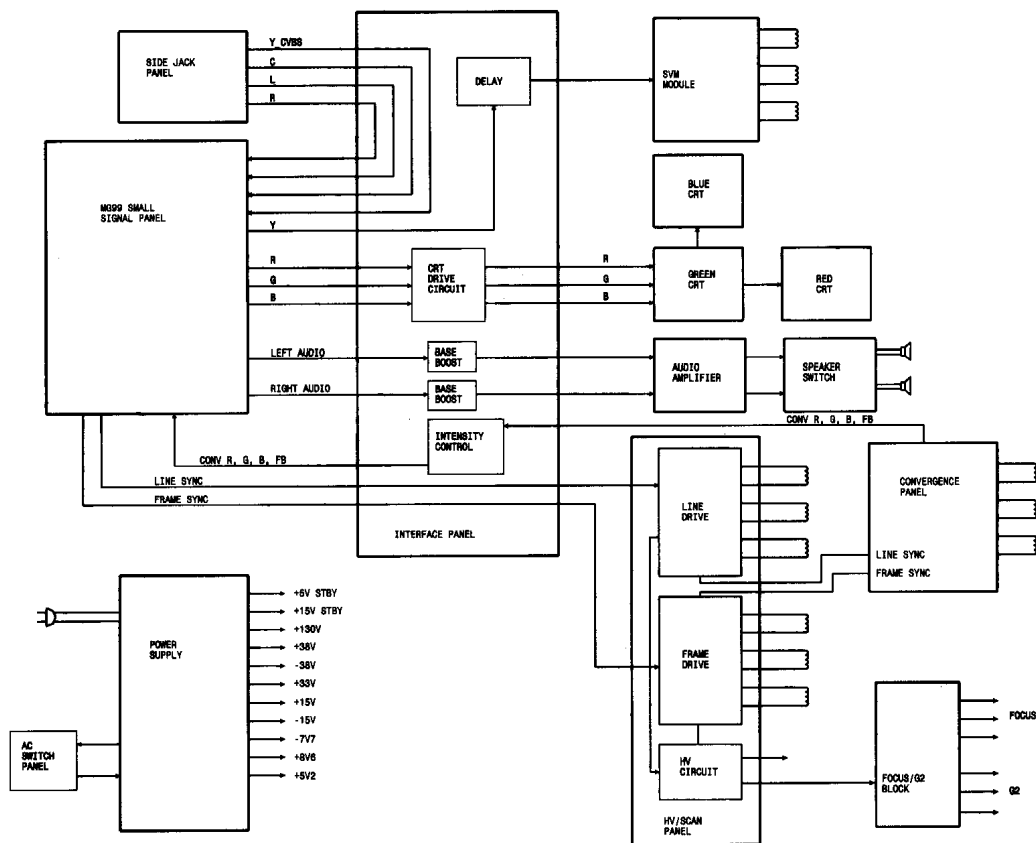 SIDE JACK
PANEL
Y_CVBS
C
L
R
DELAY
SVM
MODULE
MG99 SMALL
SIGNAL PANEL
Y
BLUE
CRT
R
G
B
CRT
DRIVE
CIRCUIT
R
G
B
GREEN
CRT
RED
CRT
LEFT AUDIO
BASE
BOOST
RIGHT AUDIO
BASE
BOOST
AUDIO
AMPLIFIER
SPEAKER
SWITCH
CONV R, G, B, FB
INTENSITY
CONTROL
CONV R, G, B, FB
LINE SYNC
FRAME SYNC
INTERFACE PANEL
LINE
DRIVE
CONVERGENCE
PANEL
LINE SYNC
FRAME SYNC
POWER
SUPPLY
+5V STBY
+15V STBY
+130V
+38V
-38V
+33V
+15V
-15V
-7V7
+8V6
+5V2
AC
SWITCH
PANEL
FRAME
DRIVE
HV
CIRCUIT
HV/SCAN
PANEL
FOCUS/G2
BLOCK
FOCUS
G2